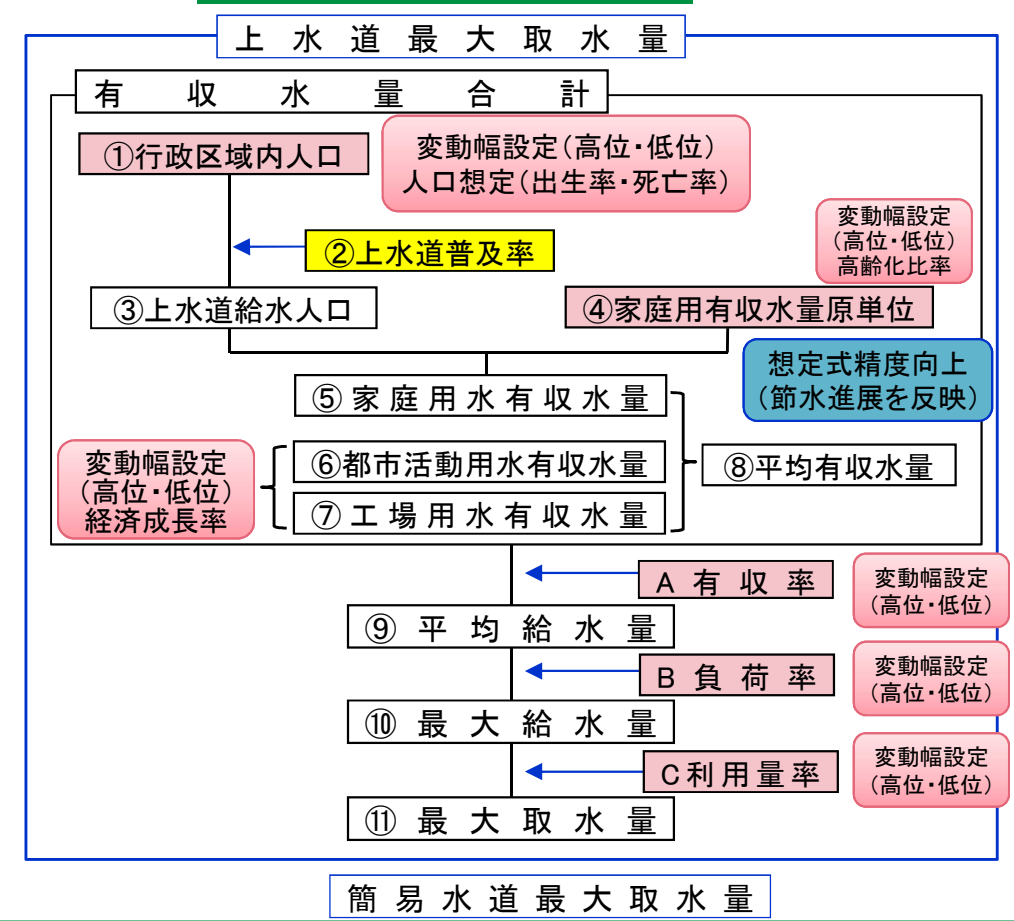 上水道最大取水量
有収水量合計
①行政区域内人口
変動幅設定(高位・低位)
人口想定(出生率・死亡率)
変動幅設定
(高位・低位)
高齢化比率
②上水道普及率
③上水道給水人口
④家庭用有収水量原単位
想定式精度向上
(節水進展を反映)
⑤家庭用水有収水量
変動幅設定
(高位・低位)
経済成長率
⑥都市活動用水有収水量
⑧平均有収水量
⑦工場用水有収水量
A有収率
変動幅設定
(高位・低位)
⑨平均給水量
B負荷率
変動幅設定
(高位・低位)
⑩最大給水量
C利用量率
変動幅設定
(高位・低位)
⑪最大取水量
簡易水道最大取水量